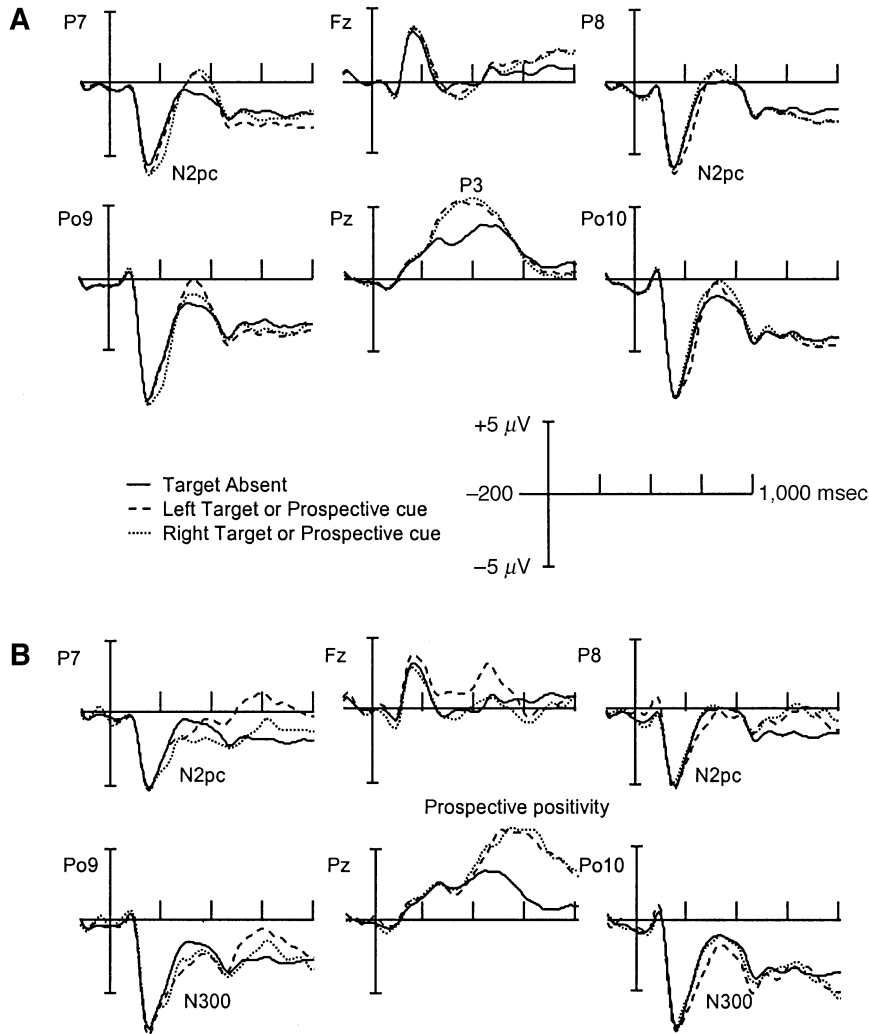 A
P7
Fz
P8
N2pc
N2pc
P3
Po9
Pz
Po10
+5 μV
−200
1,000 msec
−5 μV
Target Absent
Left Target or Prospective cue
Right Target or Prospective cue
B
P7
Fz
P8
N2pc
N2pc
Prospective positivity
Po9
Pz
Po10
N300
N300